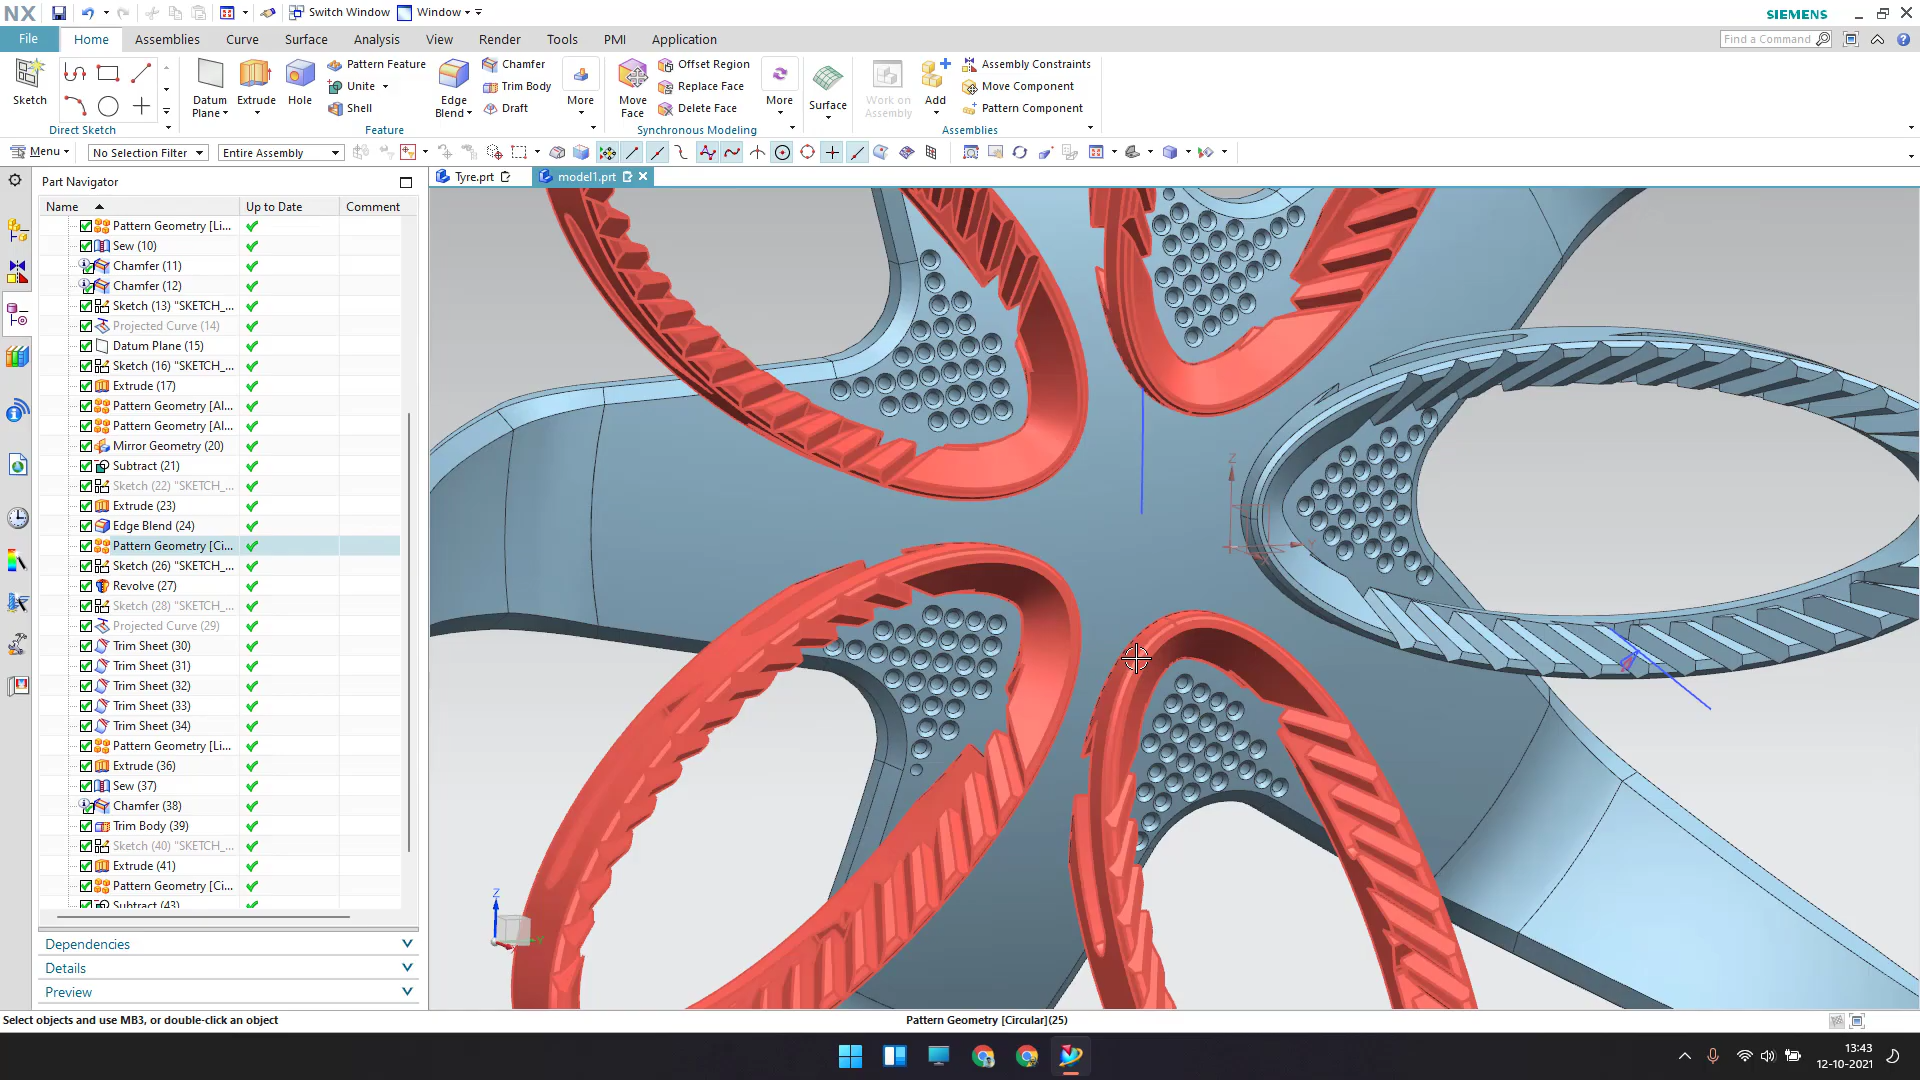 NX Switch Window Window SIEMENS
File Home Assemblies Curve Surface Analysis View Render Tools PMI Application Find a Command
Sketch
Datum Plane
Extrude
Hole
Pattern Feature
Unite
Shell
Edge Blend
Chamfer
Trim Body
Draft
More
Move Face
Offset Region
Replace Face
Delete Face
More
Surface
Work on Assembly
Add
Assembly Constraints
Move Component
Pattern Component
Direct Sketch Feature Synchronous Modeling Assemblies
Menu No Selection Filter Entire Assembly
Part Navigator
Tyre.prt model1.prt
Name Up to Date Comment
Pattern Geometry [Li...
Sew (10)
Chamfer (11)
Chamfer (12)
Sketch (13) "SKETCH_...
Projected Curve (14)
Datum Plane (15)
Sketch (16) "SKETCH_...
Extrude (17)
Pattern Geometry [Al...
Pattern Geometry [Al...
Mirror Geometry (20)
Subtract (21)
Sketch (22) "SKETCH_...
Extrude (23)
Edge Blend (24)
Pattern Geometry [Ci...
Sketch (26) "SKETCH_...
Revolve (27)
Sketch (28) "SKETCH_...
Projected Curve (29)
Trim Sheet (30)
Trim Sheet (31)
Trim Sheet (32)
Trim Sheet (33)
Trim Sheet (34)
Pattern Geometry [Li...
Extrude (36)
Sew (37)
Chamfer (38)
Trim Body (39)
Sketch (40) "SKETCH_...
Extrude (41)
Pattern Geometry [Ci...
Subtract (43)
Dependencies
Details
Preview
Z
Y
Z
Y
Select objects and use MB3, or double-click an object Pattern Geometry [Circular](25)
13:43
12-10-2021